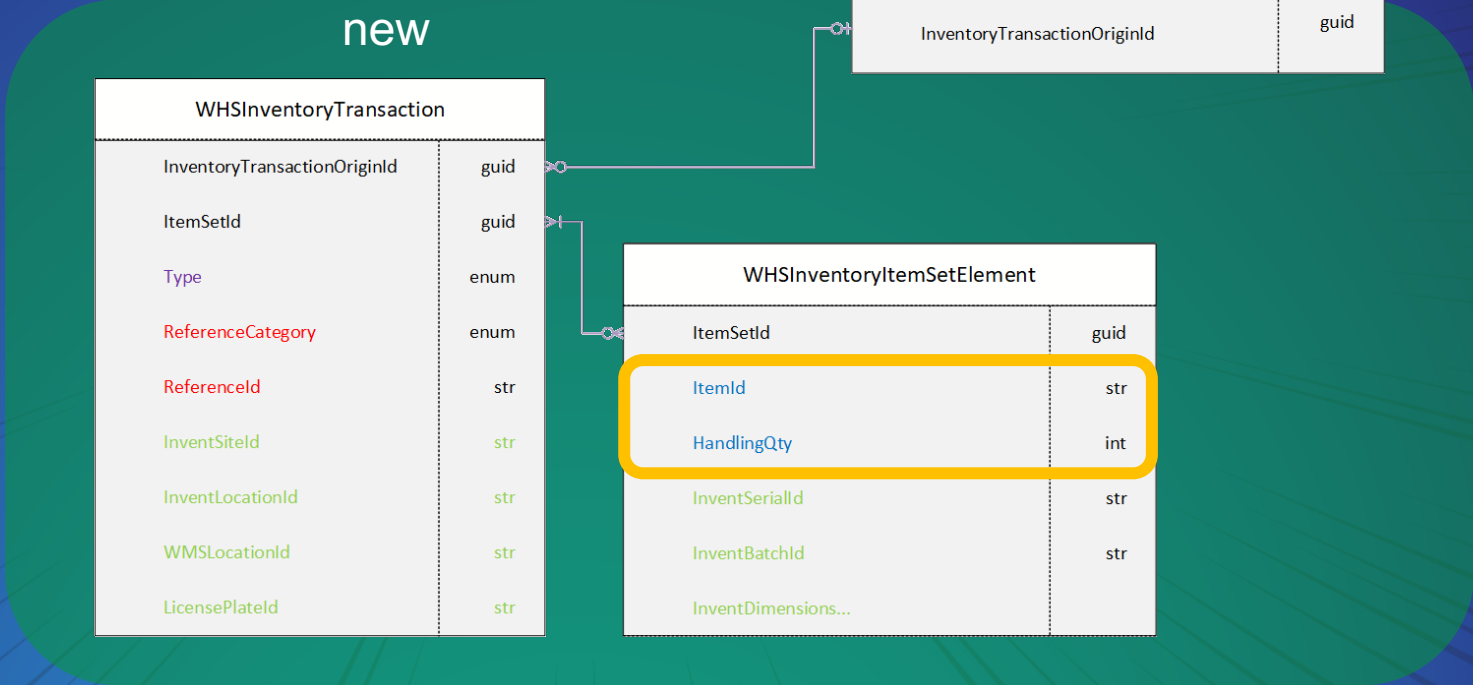 new
InventoryTransactionOriginId guid
WHSInventoryTransaction
InventoryTransactionOriginId guid
ItemSetId guid
Type enum
ReferenceCategory enum
ReferenceId str
InventSiteId str
InventLocationId str
WMSLocationId str
LicensePlateId str
WHSInventoryItemSetElement
ItemSetId guid
ItemId str
HandlingQty int
InventSerialId str
InventBatchId str
InventDimensions...